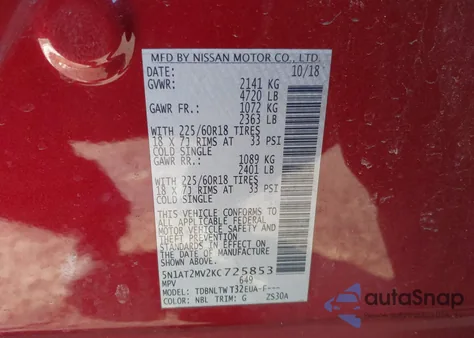 MFD BY NISSAN MOTOR CO., LTD.
DATE: 10/18
GVWR: 2141 KG
4720 LB
GAWR FR.: 1072 KG
2363 LB
WITH 225/60R18 TIRES
18 X 7J RIMS AT 33 PSI
COLD SINGLE
GAWR RR.: 1089 KG
2401 LB
WITH 225/60R18 TIRES
18 X 7J RIMS AT 33 PSI
COLD SINGLE
THIS VEHICLE CONFORMS TO
ALL APPLICABLE FEDERAL
MOTOR VEHICLE SAFETY
STANDARDS IN EFFECT ON
THE DATE OF MANUFACTURE
SHOWN ABOVE.
5N1AT2MV2KC725853
MPV 649
MODEL: TDBNLTW T32EUA-F---
COLOR: NBL TRIM: G 2S30A
autoSnap